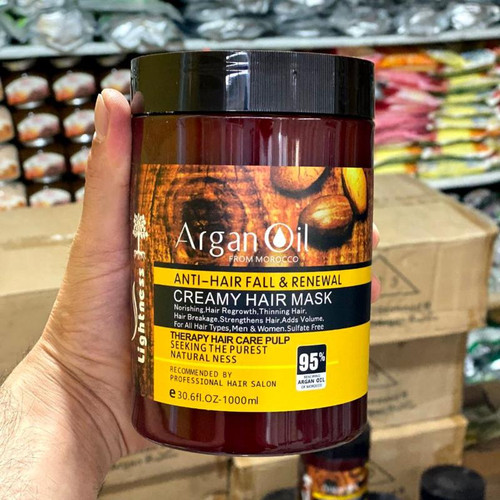 Lightness
Argan Oil
FROM MOROCCO
ANTI-HAIR FALL & RENEWAL
CREAMY HAIR MASK
Norishing,Hair Regrowth,Thinning Hair,
Hair Breakage,Strengthens Hair,Adds Volume,
For All Hair Types,Men & Women.Sulfate Free
THERAPY HAIR CARE PULP
SEEKING THE PUREST
NATURAL NESS
RECOMMENDED BY
PROFESSIONAL HAIR SALON
e30.6fl.OZ-1000ml
95%
ARGAN OIL